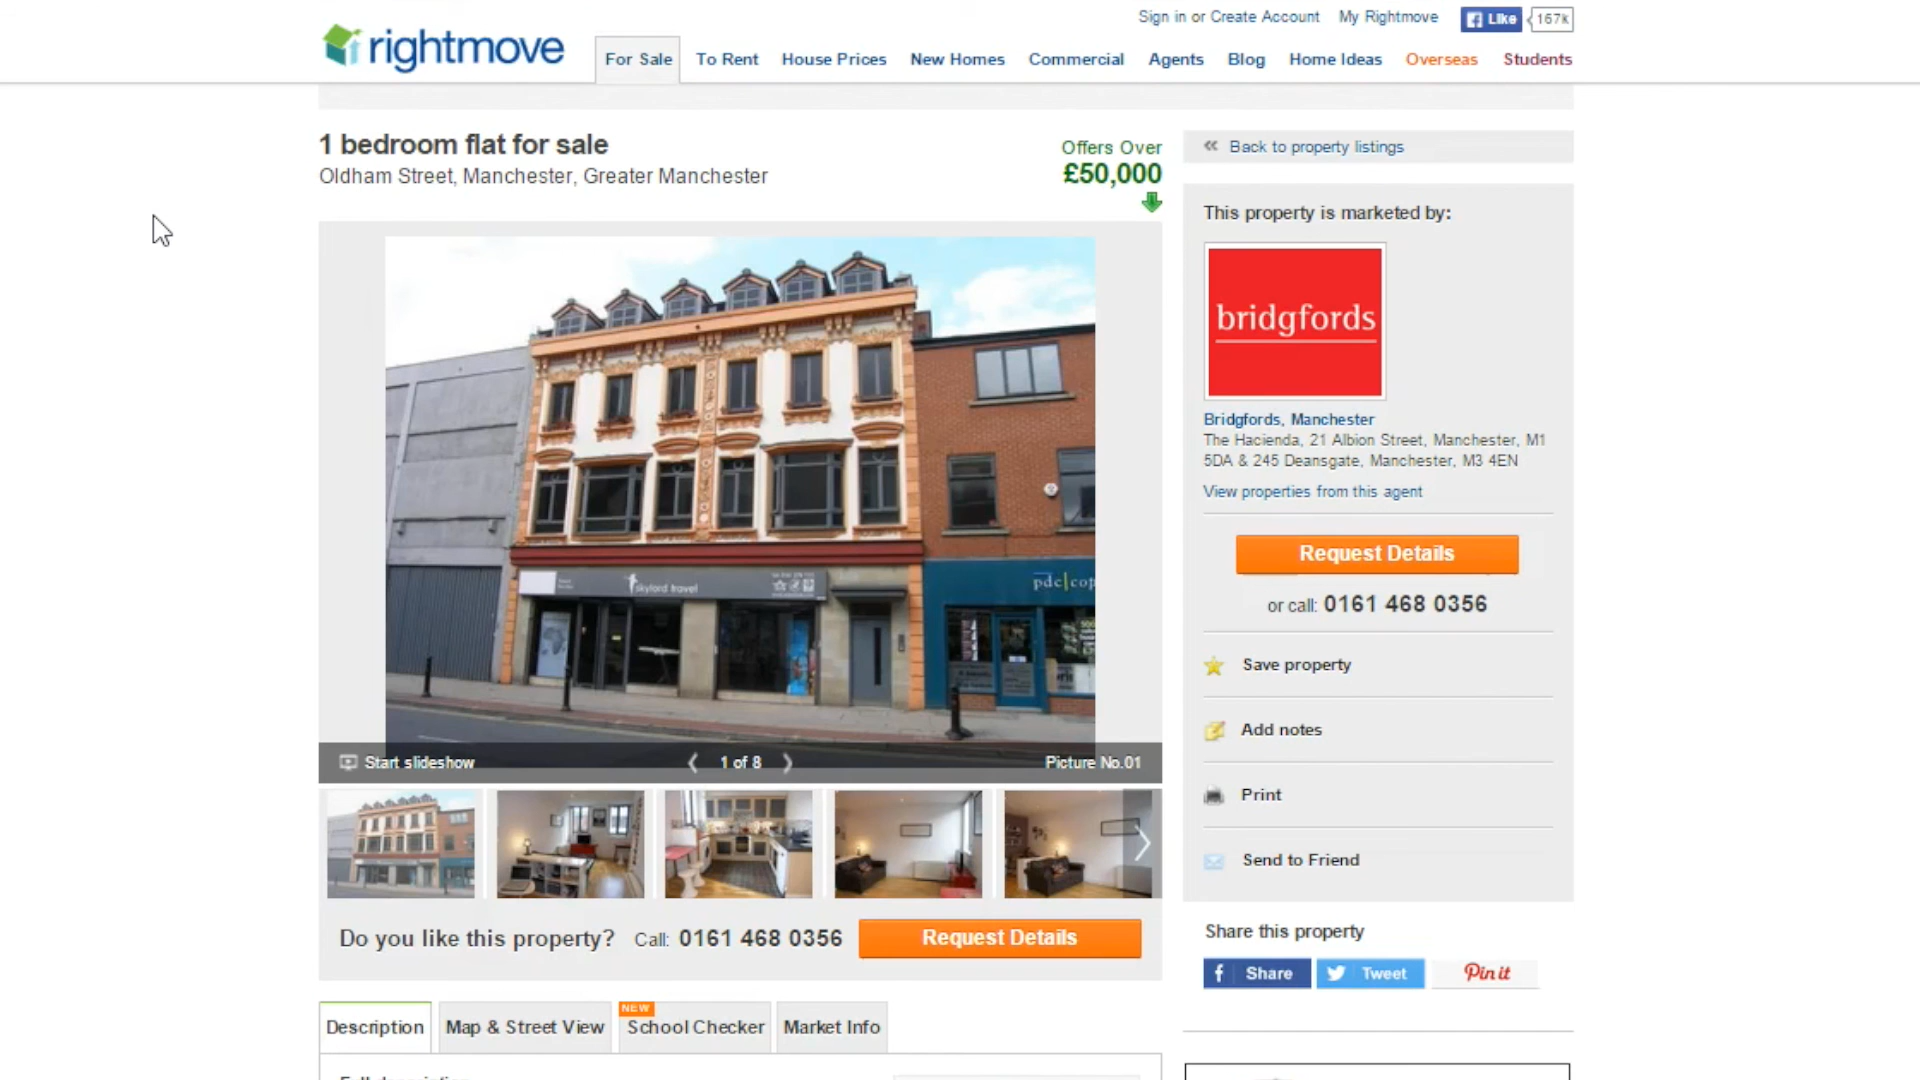 Sign in or Create Account
My Rightmove
Like
167k
rightmove
For Sale
To Rent
House Prices
New Homes
Commercial
Agents
Blog
Home Ideas
Overseas
Students
1 bedroom flat for sale
Oldham Street, Manchester, Greater Manchester
Offers Over
£50,000
skylord travel
pdc|cop
Start slideshow
1 of 8
Picture No.01
Do you like this property?
Call: 0161 468 0356
Request Details
Description
Map & Street View
NEW
School Checker
Market Info
Full description
Back to property listings
This property is marketed by:
bridgfords
Bridgfords, Manchester
The Hacienda, 21 Albion Street, Manchester, M1
5DA & 245 Deansgate, Manchester, M3 4EN
View properties from this agent
Request Details
or call: 0161 468 0356
Save property
Add notes
Print
Send to Friend
Share this property
Share
Tweet
Pin it